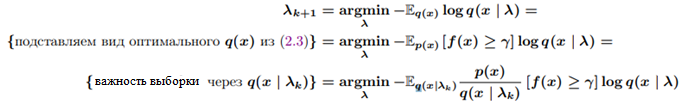 λ_{k+1} = argmin_λ −𝔼_{q(x)} log q(x | λ) =
{подставляем вид оптимального q(x) из (2.3)} = argmin_λ −𝔼_{p(x)} [f(x) ≥ γ] log q(x | λ) =
{важность выборки через q(x | λ_k)} = argmin_λ −𝔼_{q(x|λ_k)} \frac{p(x)}{q(x | λ_k)} [f(x) ≥ γ] log q(x | λ)